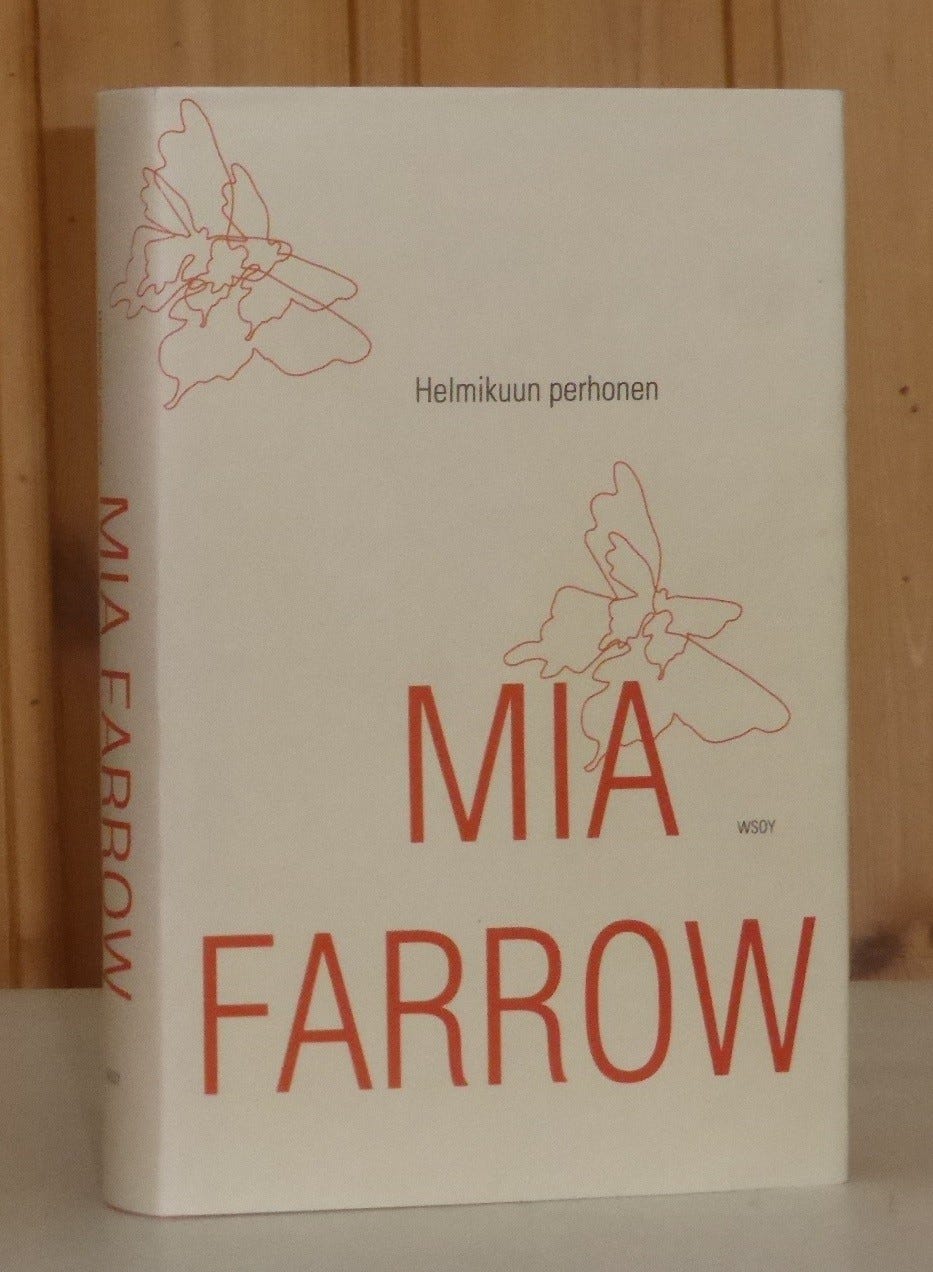 Helmikuun perhonen
MIA
WSOY
FARROW
MIA FARROW